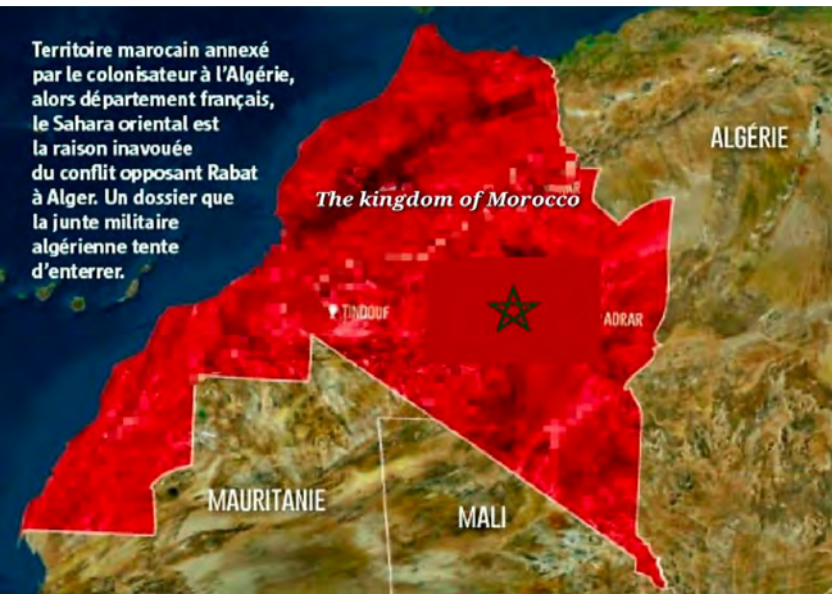 Territoire marocain annexé
par le colonisateur à l'Algérie,
alors département français,
le Sahara oriental est
la raison inavouée
du conflit opposant Rabat
à Alger. Un dossier que
la junte militaire
algérienne tente
d'enterrer.
ALGÉRIE
The kingdom of Morocco
TINDOUF
ADRAR
MAURITANIE
MALI